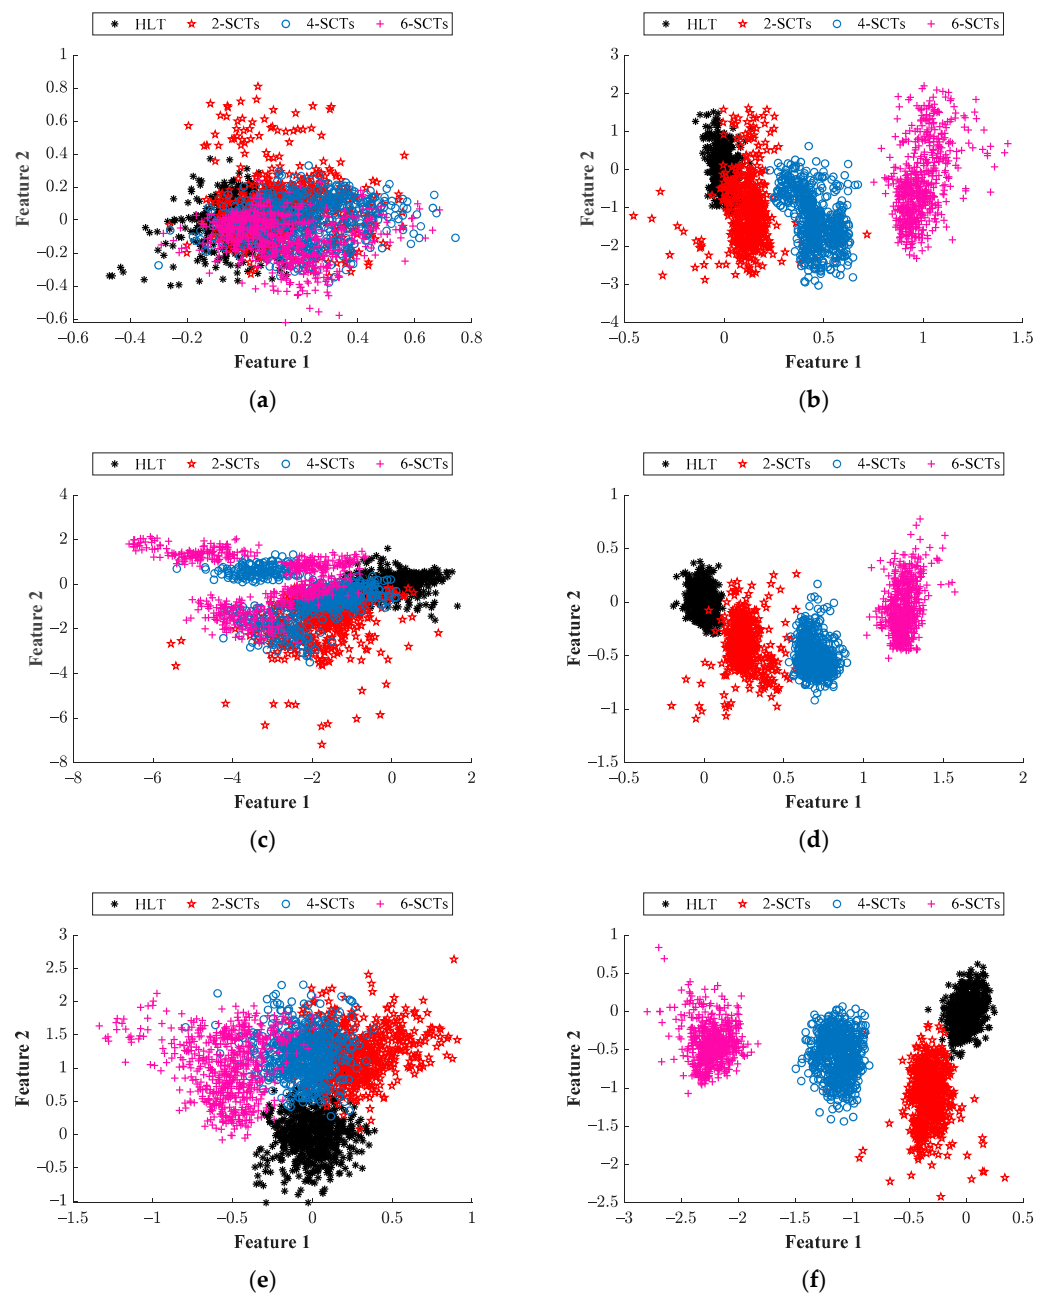 HLT 2-SCTs 4-SCTs 6-SCTs
1
0.8
0.6
0.4
0.2
0
−0.2
−0.4
−0.6
Feature 2
−0.6 −0.4 −0.2 0 0.2 0.4 0.6 0.8
Feature 1
(a)
HLT 2-SCTs 4-SCTs 6-SCTs
3
2
1
0
−1
−2
−3
−4
Feature 2
−0.5 0 0.5 1 1.5
Feature 1
(b)
HLT 2-SCTs 4-SCTs 6-SCTs
4
2
0
−2
−4
−6
−8
Feature 2
−8 −6 −4 −2 0 2
Feature 1
(c)
HLT 2-SCTs 4-SCTs 6-SCTs
1
0.5
0
−0.5
−1
−1.5
Feature 2
−0.5 0 0.5 1 1.5 2
Feature 1
(d)
HLT 2-SCTs 4-SCTs 6-SCTs
3
2.5
2
1.5
1
0.5
0
−0.5
−1
Feature 2
−1.5 −1 −0.5 0 0.5 1
Feature 1
(e)
HLT 2-SCTs 4-SCTs 6-SCTs
1
0.5
0
−0.5
−1
−1.5
−2
−2.5
Feature 2
−3 −2.5 −2 −1.5 −1 −0.5 0 0.5
Feature 1
(f)